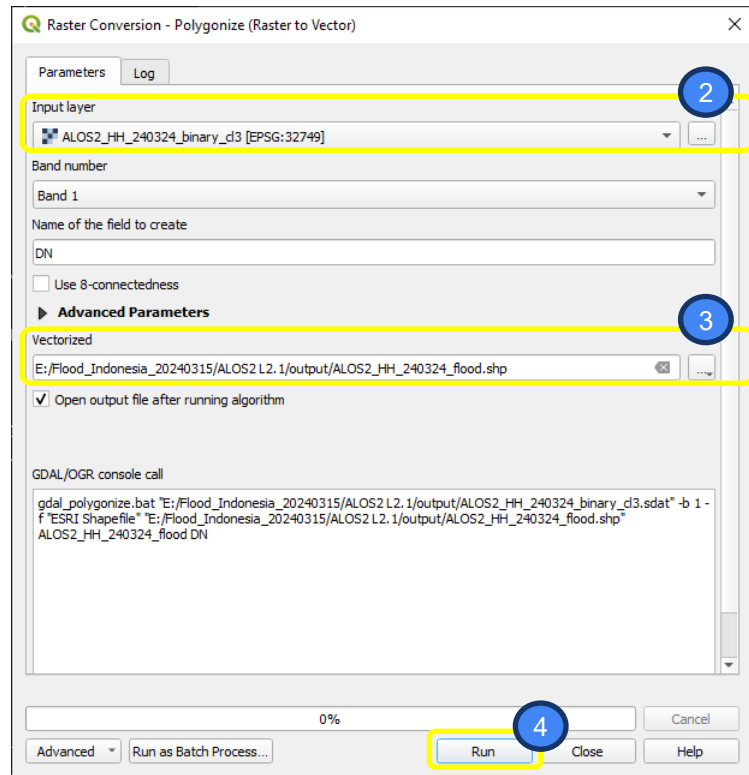 Raster Conversion - Polygonize (Raster to Vector)
Parameters Log
2
Input layer
ALOS2_HH_240324_binary_cl3 [EPSG:32749]
...
Band number
Band 1
Name of the field to create
DN
Use 8-connectedness
Advanced Parameters
3
Vectorized
E:/Flood_Indonesia_20240315/ALOS2 L2.1/output/ALOS2_HH_240324_flood.shp
...
Open output file after running algorithm
GDAL/OGR console call
gdal_polygonize.bat "E:/Flood_Indonesia_20240315/ALOS2 L2.1/output/ALOS2_HH_240324_binary_cl3.sdat" -b 1 -
f "ESRI Shapefile" "E:/Flood_Indonesia_20240315/ALOS2 L2.1/output/ALOS2_HH_240324_flood.shp"
ALOS2_HH_240324_flood DN
0%
4
Cancel
Advanced Run as Batch Process... Run Close Help